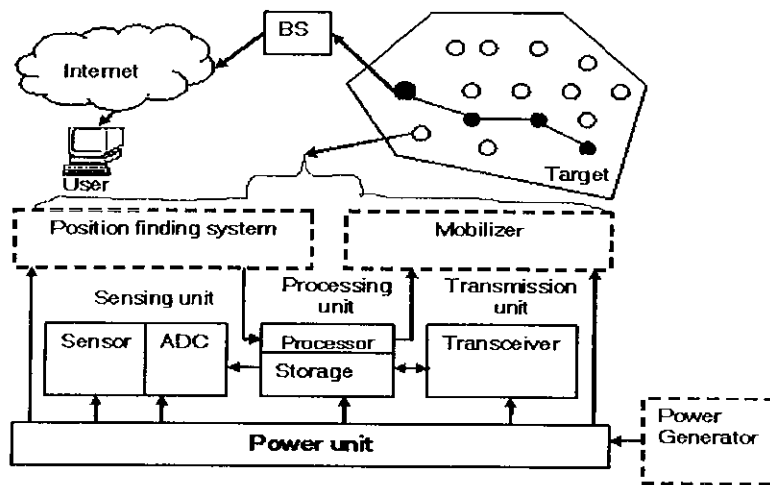 BS
Internet
User
Target
Position finding system
Mobilizer
Sensing unit
Processing
unit
Transmission
unit
Sensor
ADC
Processor
Storage
Transceiver
Power unit
Power
Generator